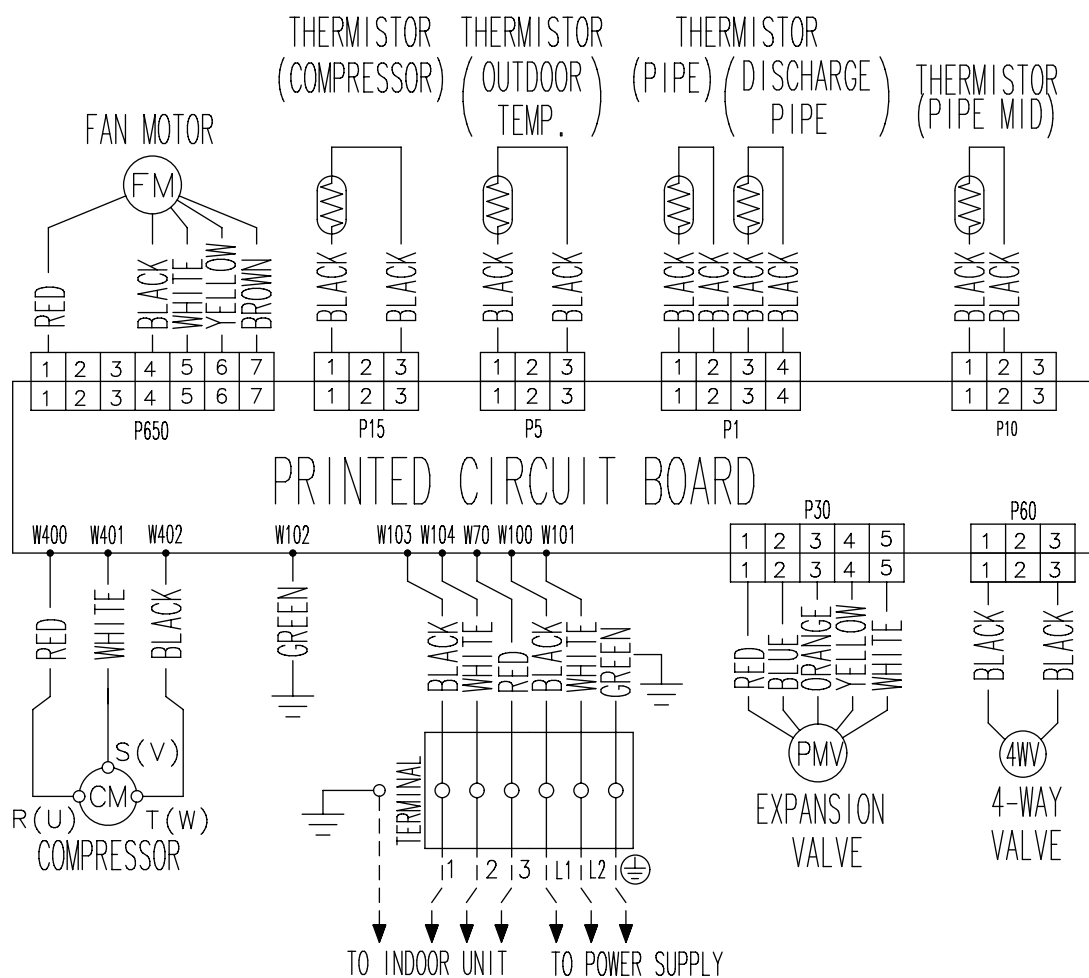 THERMISTOR
(COMPRESSOR)
THERMISTOR
(OUTDOOR
TEMP.)
THERMISTOR
(PIPE)
(DISCHARGE
PIPE)
THERMISTOR
(PIPE MID)
FAN MOTOR
FM
RED
BLACK
WHITE
YELLOW
BROWN
BLACK
BLACK
BLACK
BLACK
BLACK
BLACK
BLACK
BLACK
BLACK
BLACK
1 2 3 4 5 6 7
1 2 3 4 5 6 7
P650
1 2 3
1 2 3
P15
1 2 3
1 2 3
P5
1 2 3 4
1 2 3 4
P1
1 2 3
1 2 3
P10
PRINTED CIRCUIT BOARD
W400 W401 W402 W102 W103 W104 W70 W100 W101
P30
1 2 3 4 5
1 2 3 4 5
P60
1 2 3
1 2 3
RED
WHITE
BLACK
GREEN
BLACK
WHITE
RED
BLACK
WHITE
GREEN
RED
BLUE
ORANGE
YELLOW
WHITE
BLACK
BLACK
S(V)
CM
R(U)
T(W)
COMPRESSOR
TERMINAL
PMV
EXPANSION
VALVE
4WV
4-WAY
VALVE
1 2 3 L1 L2
TO INDOOR UNIT
TO POWER SUPPLY